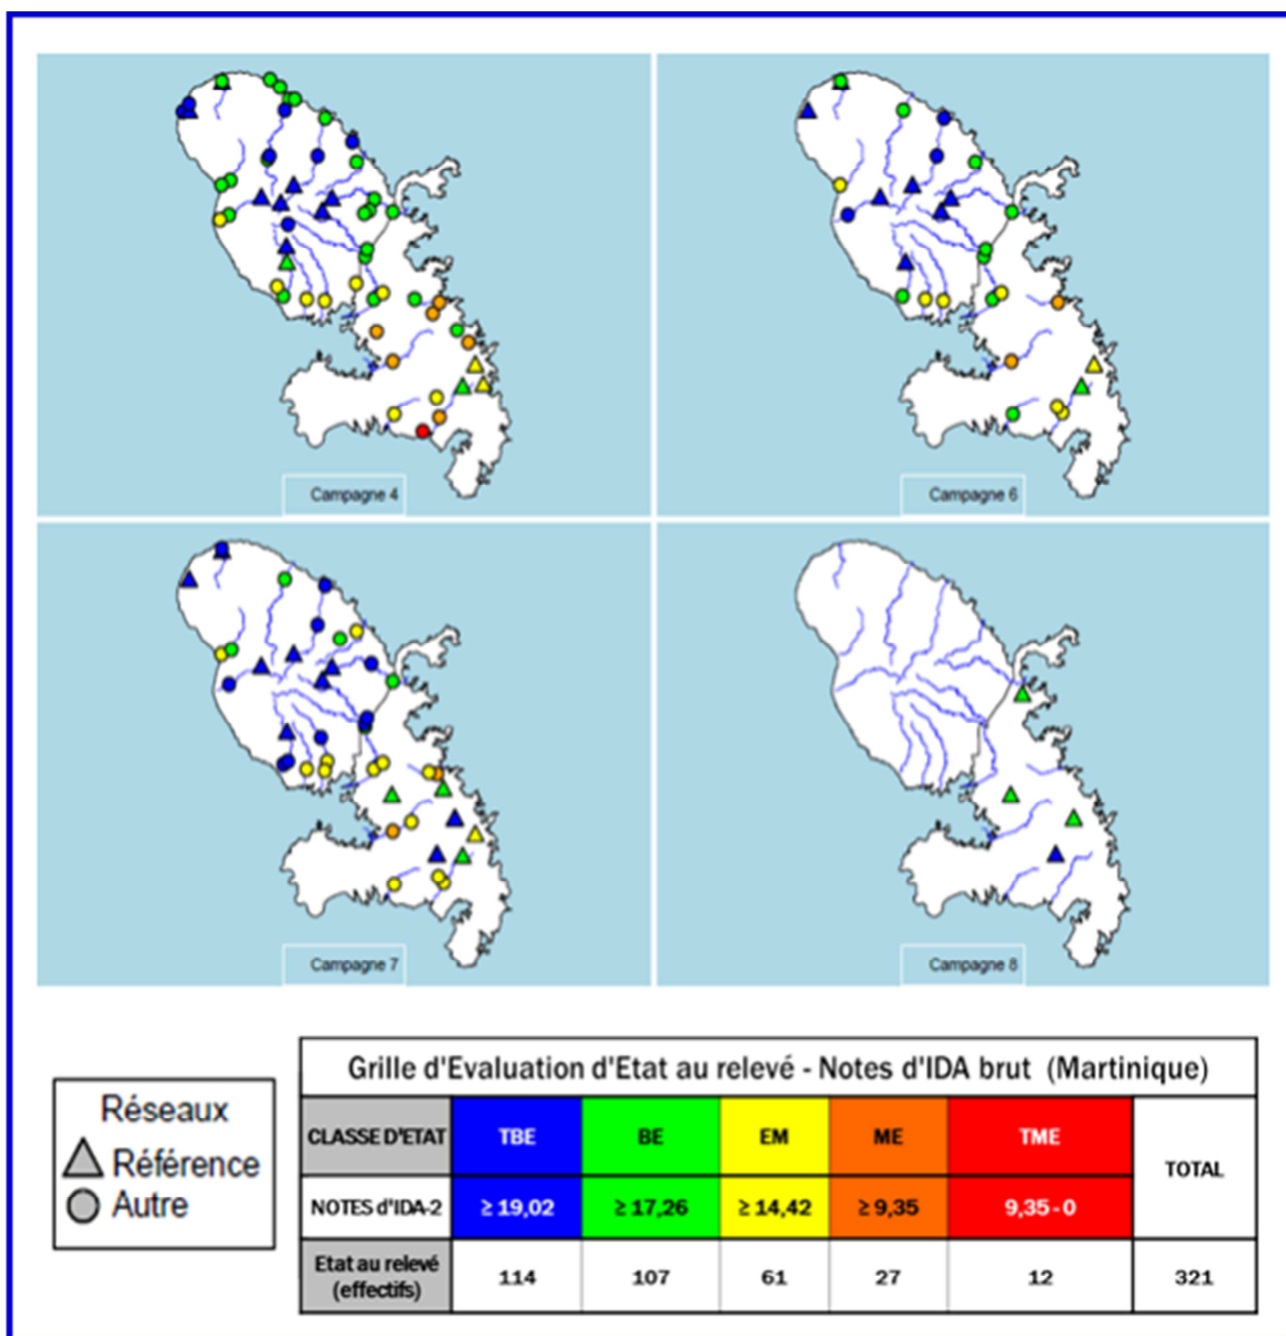 Campagne 4
Campagne 6
Campagne 7
Campagne 8
Réseaux
Référence
Autre
Grille d'Evaluation d'Etat au relevé - Notes d'IDA brut (Martinique)
CLASSE D'ETAT TBE BE EM ME TME TOTAL
NOTES d'IDA-2 ≥ 19,02 ≥ 17,26 ≥ 14,42 ≥ 9,35 9,35-0
Etat au relevé (effectifs) 114 107 61 27 12 321